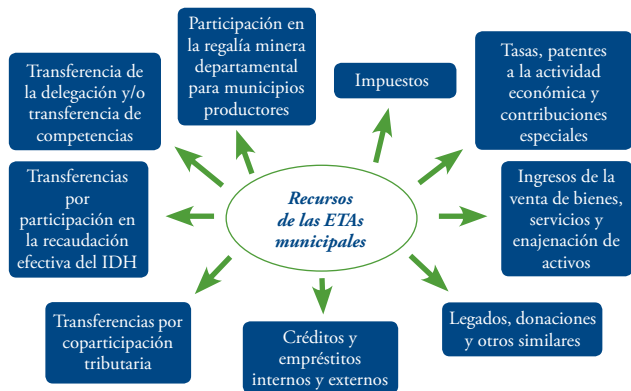 Transferencia de
la delegación y/o
transferencia de
competencias
Participación en
la regalía minera
departamental
para municipios
productores
Impuestos
Tasas, patentes
a la actividad
económica y
contribuciones
especiales
Transferencias
por
participación en
la recaudación
efectiva del IDH
Recursos
de las ETAs
municipales
Ingresos de la
venta de bienes,
servicios y
enajenación de
activos
Transferencias por
coparticipación
tributaria
Créditos y
empréstitos
internos y externos
Legados, donaciones
y otros similares